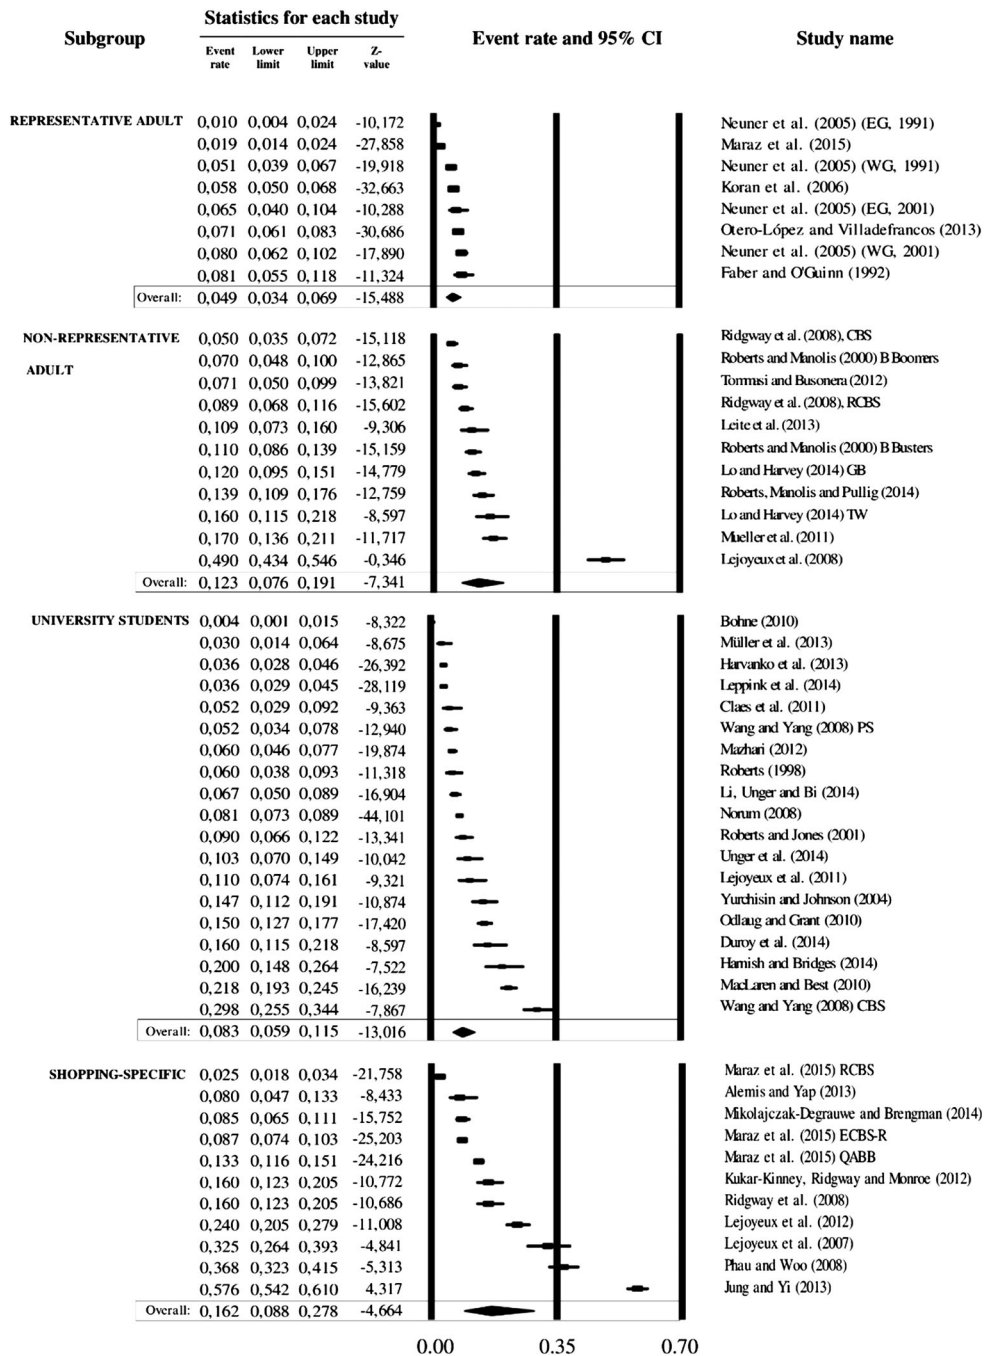 Subgroup Statistics for each study Event rate and 95% CI Study name
Event rate Lower limit Upper limit Z-value
REPRESENTATIVE ADULT 0,010 0,004 0,024 -10,172 Neuner et al. (2005) (EG, 1991)
0,019 0,014 0,024 -27,858 Maraz et al. (2015)
0,051 0,039 0,067 -19,918 Neuner et al. (2005) (WG, 1991)
0,058 0,050 0,068 -32,663 Koran et al. (2006)
0,065 0,040 0,104 -10,288 Neuner et al. (2005) (EG, 2001)
0,071 0,061 0,083 -30,686 Otero-López and Villadefrancos (2013)
0,080 0,062 0,102 -17,890 Neuner et al. (2005) (WG, 2001)
0,081 0,055 0,118 -11,324 Faber and O'Guinn (1992)
Overall: 0,049 0,034 0,069 -15,488
NON-REPRESENTATIVE 0,050 0,035 0,072 -15,118 Ridgway et al. (2008), CBS
0,070 0,048 0,100 -12,865 Roberts and Manolis (2000) B Boomers
ADULT 0,071 0,050 0,099 -13,821 Tommasi and Busonera (2012)
0,089 0,068 0,116 -15,602 Ridgway et al. (2008), RCBS
0,109 0,073 0,160 -9,306 Leite et al. (2013)
0,110 0,086 0,139 -15,159 Roberts and Manolis (2000) B Busters
0,120 0,095 0,151 -14,779 Lo and Harvey (2014) GB
0,139 0,109 0,176 -12,759 Roberts, Manolis and Pullig (2014)
0,160 0,115 0,218 -8,597 Lo and Harvey (2014) TW
0,170 0,136 0,211 -11,717 Mueller et al. (2011)
0,490 0,434 0,546 -0,346 Lejoyeux et al. (2008)
Overall: 0,123 0,076 0,191 -7,341
UNIVERSITY STUDENTS 0,004 0,001 0,015 -8,322 Bohne (2010)
0,030 0,014 0,064 -8,675 Müller et al. (2013)
0,036 0,028 0,046 -26,392 Harvanko et al. (2013)
0,036 0,029 0,045 -28,119 Leppink et al. (2014)
0,052 0,029 0,092 -9,363 Claes et al. (2011)
0,052 0,034 0,078 -12,940 Wang and Yang (2008) PS
0,060 0,046 0,077 -19,874 Mazhari (2012)
0,060 0,038 0,093 -11,318 Roberts (1998)
0,067 0,050 0,089 -16,904 Li, Unger and Bi (2014)
0,081 0,073 0,089 -44,101 Norum (2008)
0,090 0,066 0,122 -13,341 Roberts and Jones (2001)
0,103 0,070 0,149 -10,042 Unger et al. (2014)
0,110 0,074 0,161 -9,321 Lejoyeux et al. (2011)
0,147 0,112 0,191 -10,874 Yurchisin and Johnson (2004)
0,150 0,127 0,177 -17,420 Odlaug and Grant (2010)
0,160 0,115 0,218 -8,597 Duroy et al. (2014)
0,200 0,148 0,264 -7,522 Harnish and Bridges (2014)
0,218 0,193 0,245 -16,239 MacLaren and Best (2010)
0,298 0,255 0,344 -7,867 Wang and Yang (2008) CBS
Overall: 0,083 0,059 0,115 -13,016
SHOPPING-SPECIFIC 0,025 0,018 0,034 -21,758 Maraz et al. (2015) RCBS
0,080 0,047 0,133 -8,433 Alemis and Yap (2013)
0,085 0,065 0,111 -15,752 Mikolajczak-Degrauwe and Brengman (2014)
0,087 0,074 0,103 -25,203 Maraz et al. (2015) ECBS-R
0,133 0,116 0,151 -24,216 Maraz et al. (2015) QABB
0,160 0,123 0,205 -10,772 Kukar-Kinney, Ridgway and Monroe (2012)
0,160 0,123 0,205 -10,686 Ridgway et al. (2008)
0,240 0,205 0,279 -11,008 Lejoyeux et al. (2012)
0,325 0,264 0,393 -4,841 Lejoyeux et al. (2007)
0,368 0,323 0,415 -5,313 Phau and Woo (2008)
0,576 0,542 0,610 4,317 Jung and Yi (2013)
Overall: 0,162 0,088 0,278 -4,664
0.00 0.35 0.70